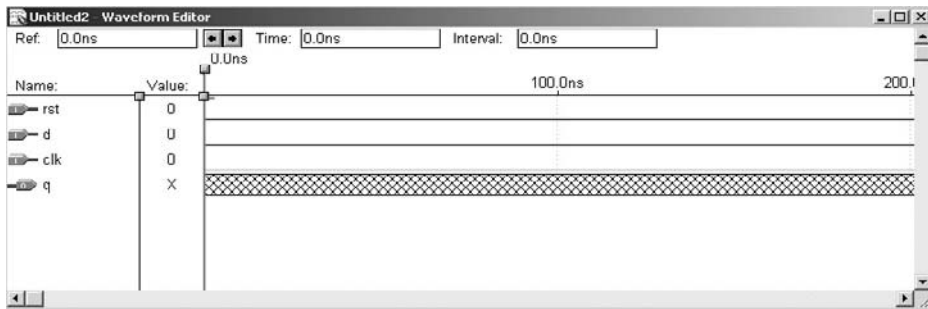 Untitled2 - Waveform Editor
Ref: 0.0ns Time: 0.0ns Interval: 0.0ns
0.0ns
Name: Value: 100.0ns 200.
rst 0
d 0
clk 0
q X